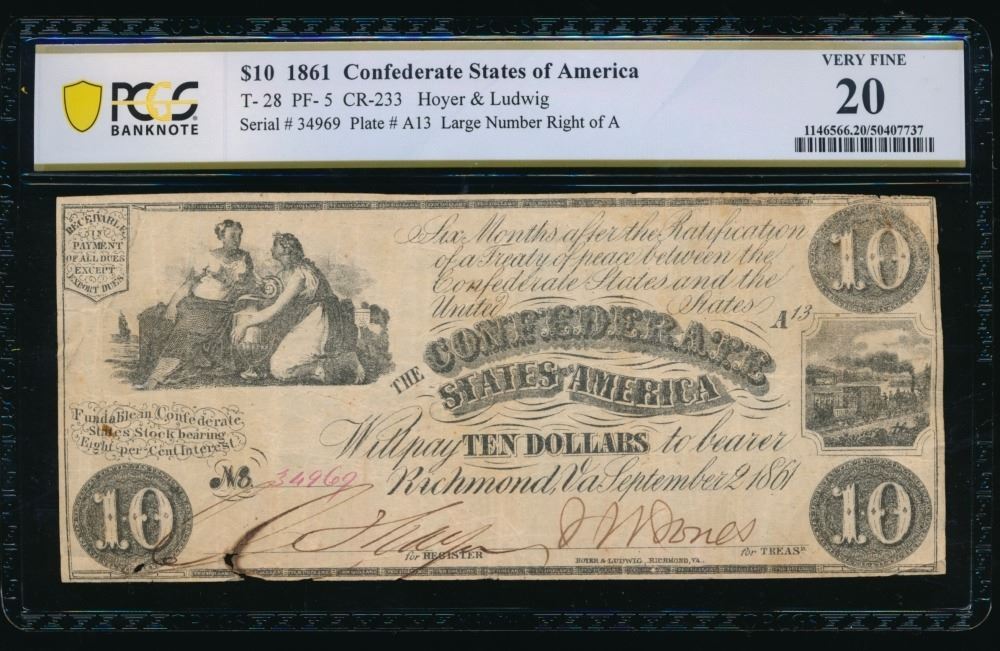 PCGS
BANKNOTE
$10 1861 Confederate States of America
T- 28 PF- 5 CR-233 Hoyer & Ludwig
Serial # 34969 Plate # A13 Large Number Right of A
VERY FINE
20
1146566.20/50407737
RECEIVABLE
IN
PAYMENT
OF ALL DUES
EXCEPT
EXPORT DUES
Six Months after the Ratification
of a Treaty of peace between the
Confederate States and the
United States
10
A 13
THE CONFEDERATE
STATES OF AMERICA
Fundable in Confederate
States Stock bearing
Eight per Cent Interest
Will pay TEN DOLLARS to bearer
No. 34969
Richmond, Va September 2 1861
10
10
J W Jones
for REGISTER
for TREASR
HOYER & LUDWIG, RICHMOND, VA.